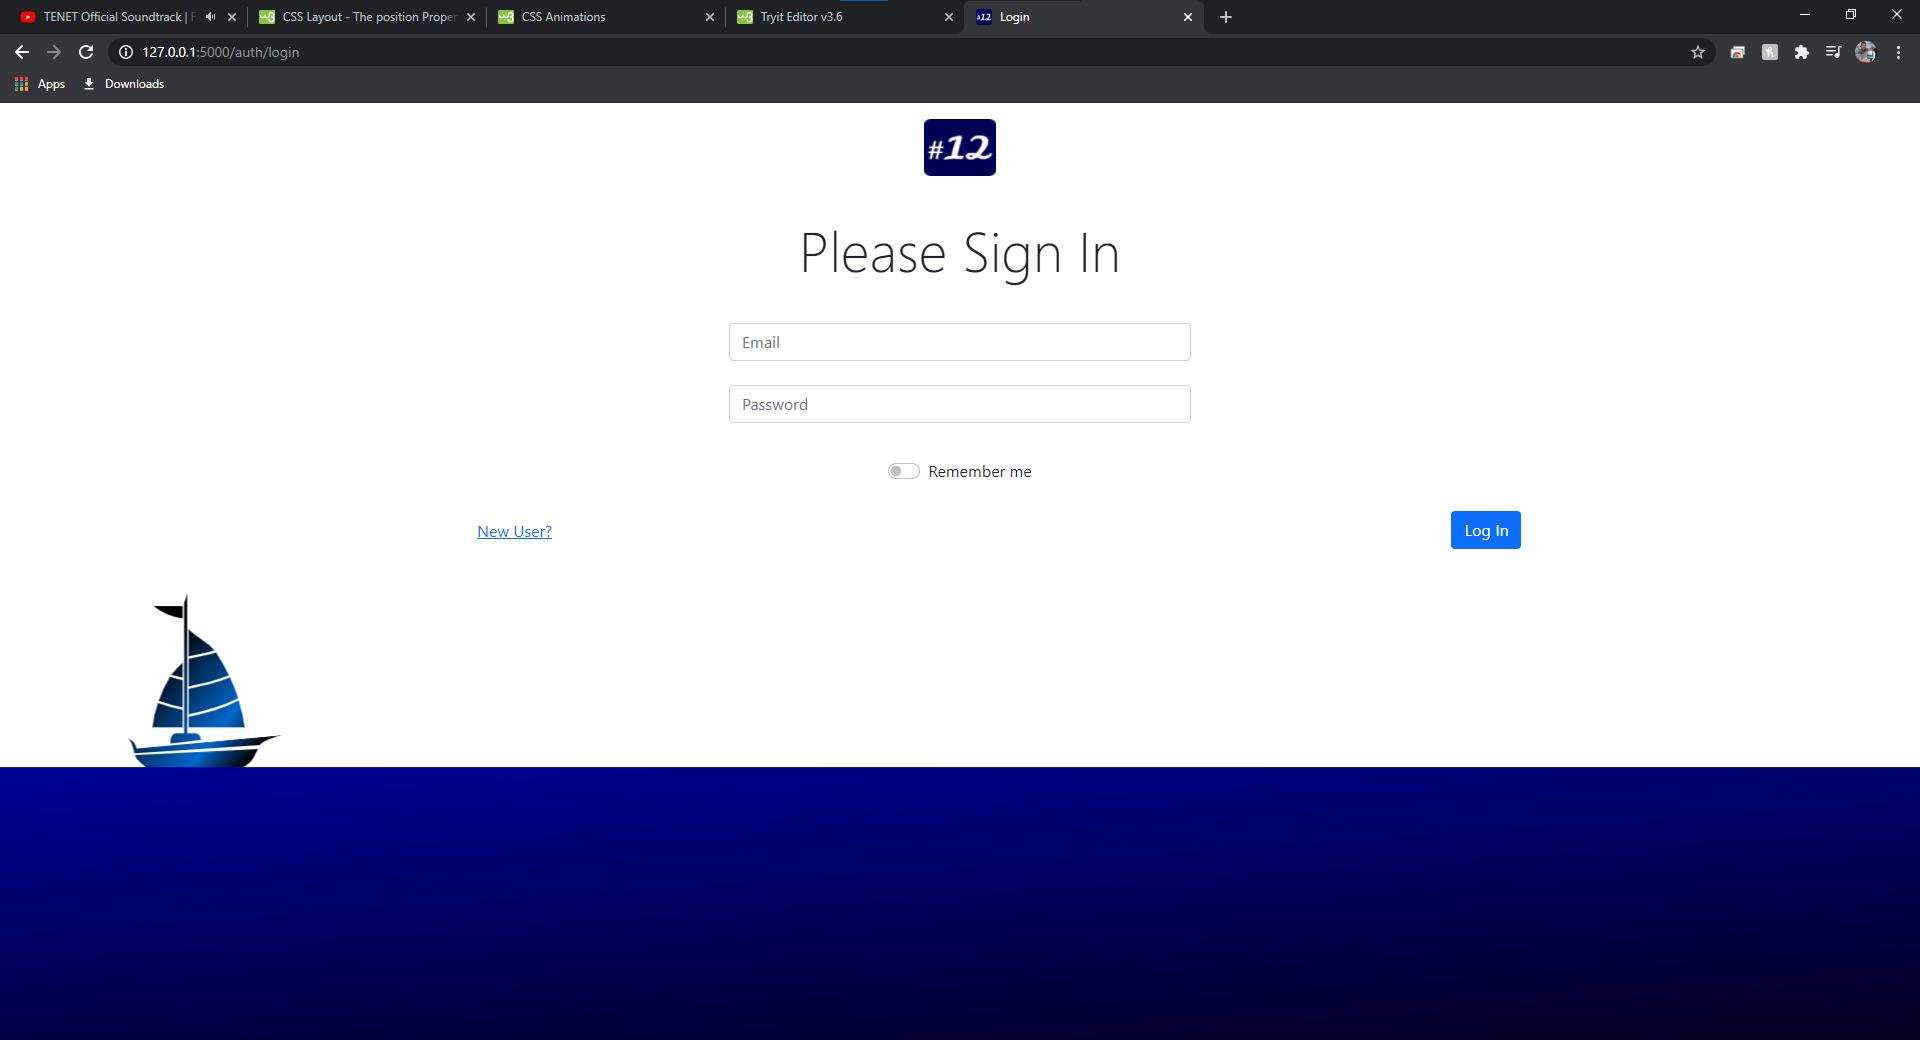 TENET Official Soundtrack |
CSS Layout - The position Proper
CSS Animations
Tryit Editor v3.6
#12 Login
127.0.0.1:5000/auth/login
Apps
Downloads
#12
Please Sign In
Email
Password
Remember me
New User?
Log In